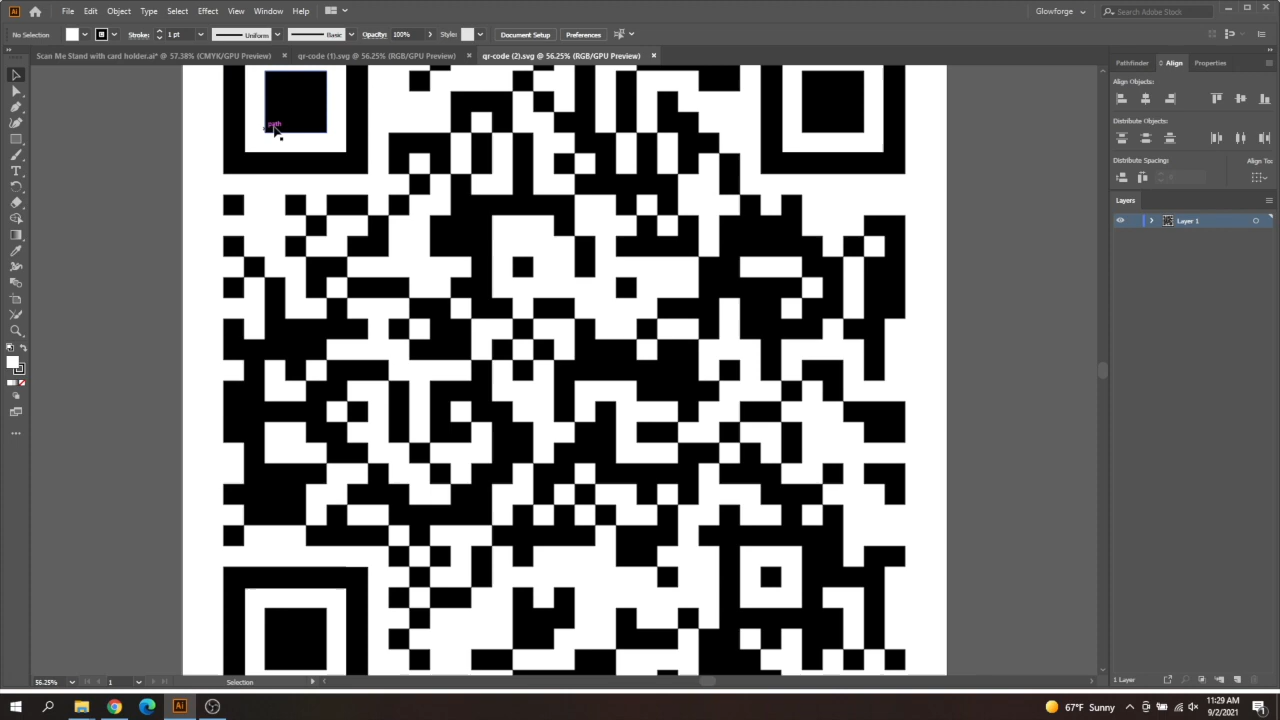 Ai File Edit Object Type Select Effect View Window Help Glowforge Search Adobe Stock
No Selection Stroke: 1 pt Uniform Basic Opacity: 100% Style: Document Setup Preferences
Scan Me Stand with card holder.ai* @ 57.38% (CMYK/GPU Preview) × qr-code (1).svg @ 56.25% (RGB/GPU Preview) × qr-code (2).svg @ 56.25% (RGB/GPU Preview) ×
Pathfinder Align Properties
Align Objects:
path
Distribute Objects:
Distribute Spacing: Align To:
Layers
Layer 1
56.25% 1 Selection 1 Layer
67°F Sunny 11:29 AM
9/2/2021